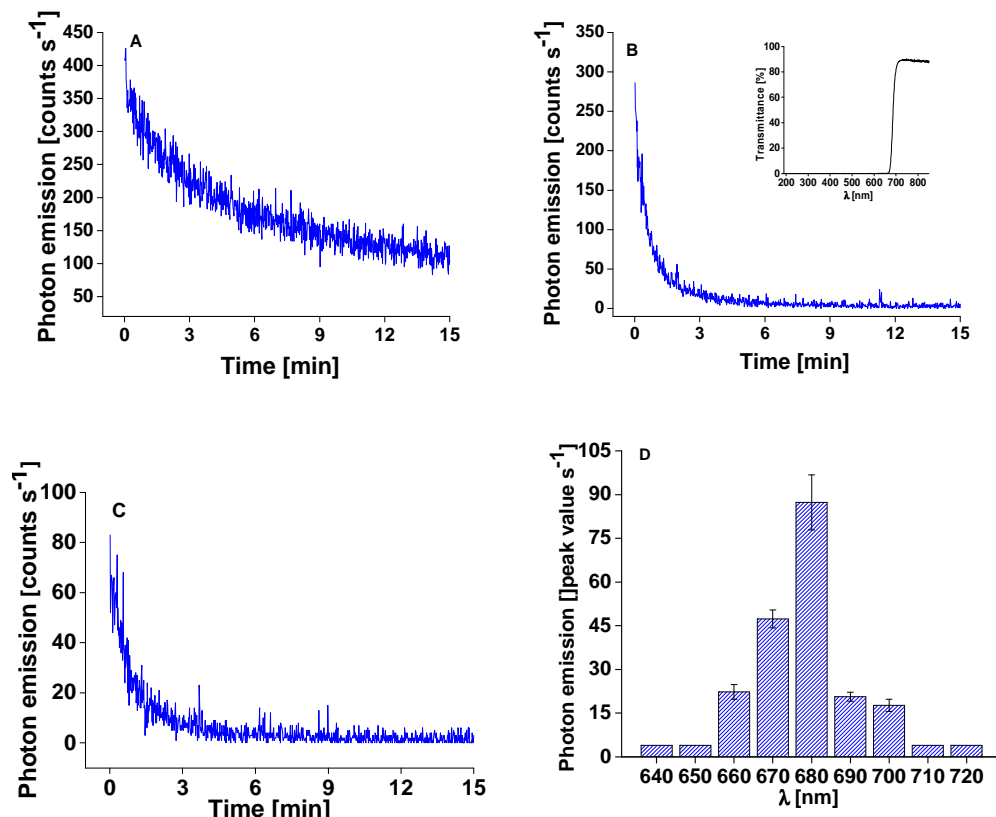 A
Photon emission [counts s⁻¹]
450
400
350
300
250
200
150
100
50
0 3 6 9 12 15
Time [min]
B
Photon emission [counts s⁻¹]
350
300
250
200
150
100
50
0
0 3 6 9 12 15
Time [min]
Transmittance [%]
100
80
60
40
20
0
200 300 400 500 600 700 800
λ [nm]
C
Photon emission [counts s⁻¹]
100
80
60
40
20
0
0 3 6 9 12 15
Time [min]
D
Photon emission []peak value s⁻¹]
105
90
75
60
45
30
15
0
640 650 660 670 680 690 700 710 720
λ [nm]